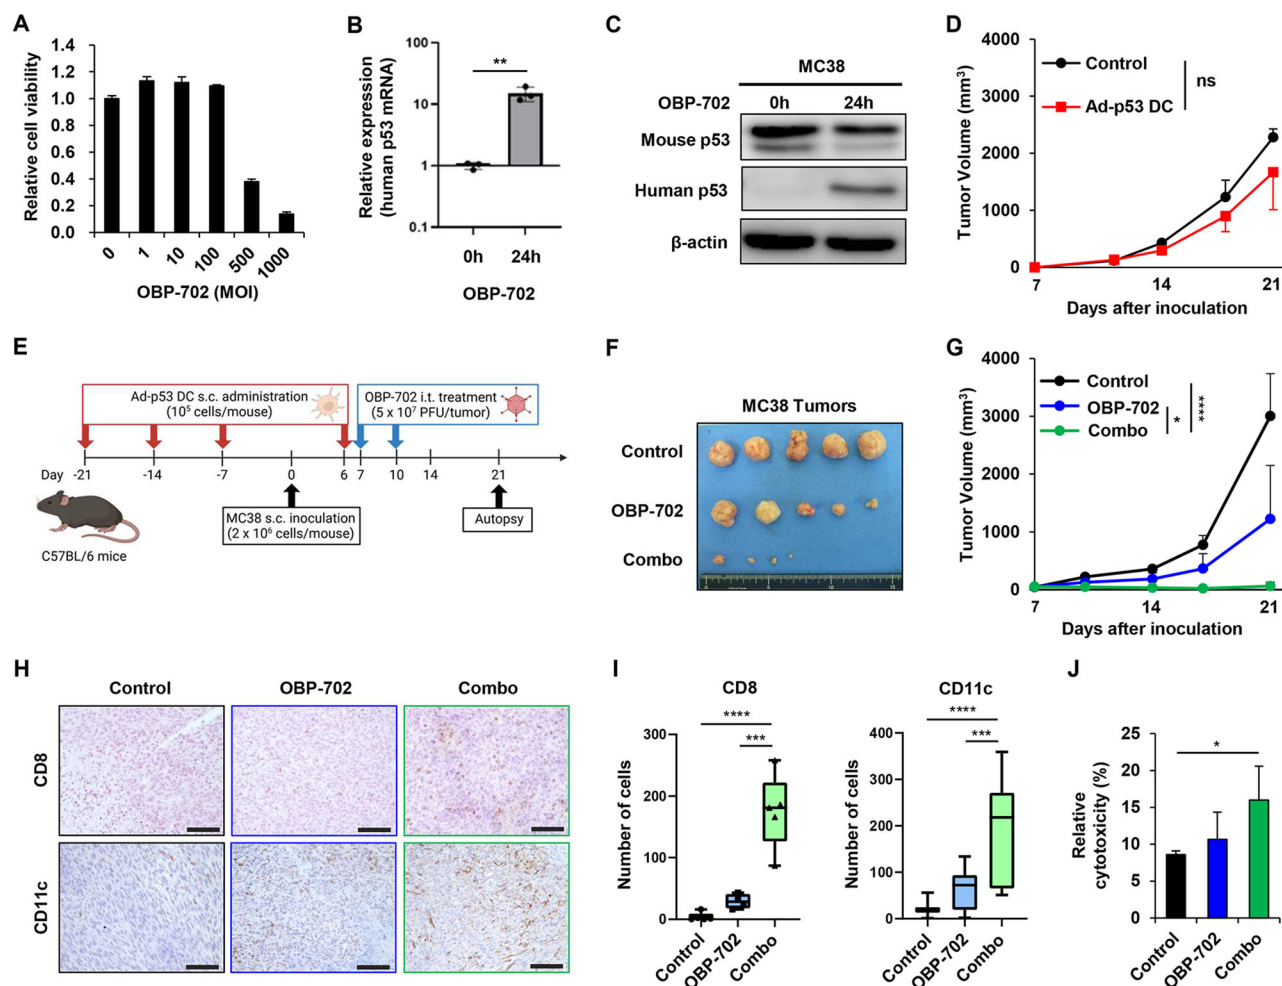 A
Relative cell viability
1.4
1.2
1.0
0.8
0.6
0.4
0.2
0.0
0
1
10
100
500
1000
OBP-702 (MOI)
B
Relative expression
(human p53 mRNA)
100
10
1
0.1
**
0h
24h
OBP-702
C
MC38
OBP-702
0h
24h
Mouse p53
Human p53
β-actin
D
Tumor Volume (mm³)
4000
3000
2000
1000
0
Control
Ad-p53 DC
ns
7
14
21
Days after inoculation
E
Ad-p53 DC s.c. administration
(10⁵ cells/mouse)
OBP-702 i.t. treatment
(5 x 10⁷ PFU/tumor)
Day
-21
-14
-7
0
6
7
10
14
21
MC38 s.c. inoculation
(2 x 10⁶ cells/mouse)
Autopsy
C57BL/6 mice
F
MC38 Tumors
Control
OBP-702
Combo
G
Tumor Volume (mm³)
4000
3000
2000
1000
0
Control
OBP-702
Combo
*
****
7
14
21
Days after inoculation
H
Control
OBP-702
Combo
CD8
CD11c
I
CD8
Number of cells
300
200
100
0
****
***
Control
OBP-702
Combo
CD11c
Number of cells
400
300
200
100
0
****
***
Control
OBP-702
Combo
J
Relative
cytotoxicity (%)
25
20
15
10
5
0
*
Control
OBP-702
Combo